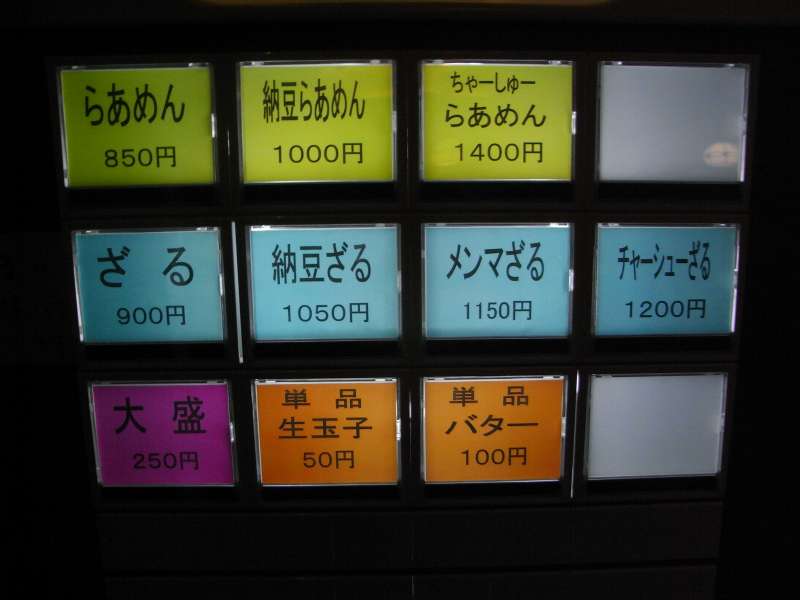 らあめん
850円
納豆らあめん
1000円
ちゃーしゅー
らあめん
1400円
ざる
900円
納豆ざる
1050円
メンマざる
1150円
チャーシューざる
1200円
大盛
250円
単品
生玉子
50円
単品
バター
100円